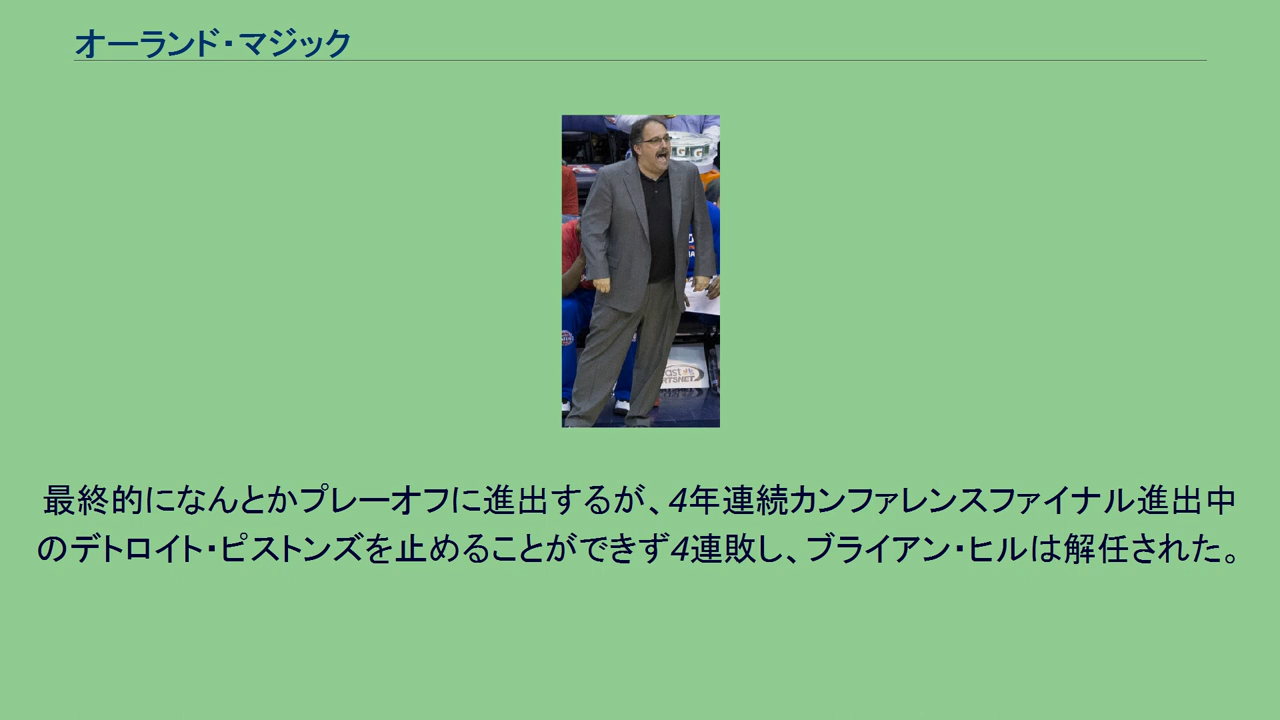 オーランド・マジック
G
G
最終的になんとかプレーオフに進出するが、4年連続カンファレンスファイナル進出中
のデトロイト・ピストンズを止めることができず4連敗し、ブライアン・ヒルは解任された。